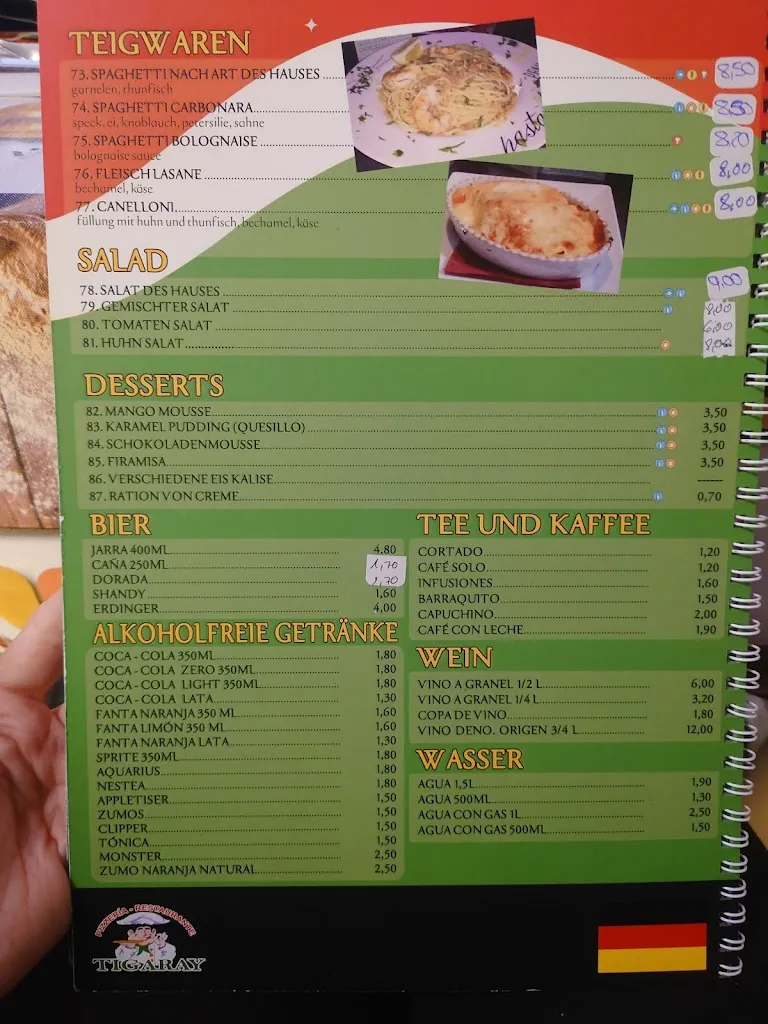 TEIGWAREN
73. SPAGHETTI NACH ART DES HAUSES 8,50
garnelen, thunfisch
74. SPAGHETTI CARBONARA 8,50
speck, ei, knoblauch, petersilie, sahne
75. SPAGHETTI BOLOGNAISE
bolognaise sauce
76. FLEISCH LASANE 8,00
bechamel, käse
77. CANELLONI 8,00
füllung mit huhn und thunfisch, bechamel, käse
SALAD
78. SALAT DES HAUSES 9,00
79. GEMISCHTER SALAT 8,00
80. TOMATEN SALAT 6,00
81. HUHN SALAT 8,00
DESSERTS
82. MANGO MOUSSE 3,50
83. KARAMEL PUDDING (QUESILLO) 3,50
84. SCHOKOLADENMOUSSE 3,50
85. FIRAMISA 3,50
86. VERSCHIEDENE EIS KALISE ------
87. RATION VON CREME 0,70
BIER
JARRA 400ML 4,80
CAÑA 250ML 1,70
DORADA 1,70
SHANDY 1,60
ERDINGER 4,00
ALKOHOLFREIE GETRÄNKE
COCA - COLA 350ML 1,80
COCA - COLA ZERO 350ML 1,80
COCA - COLA LIGHT 350ML 1,80
COCA - COLA LATA 1,30
FANTA NARANJA 350 ML 1,60
FANTA LIMÓN 350 ML 1,60
FANTA NARANJA LATA 1,30
SPRITE 350ML 1,80
AQUARIUS 1,80
NESTEA 1,80
APPLETISER 1,50
ZUMOS 1,50
CLIPPER 1,50
TÓNICA 1,50
MONSTER 2,50
ZUMO NARANJA NATURAL 2,50
TEE UND KAFFEE
CORTADO 1,20
CAFÉ SOLO 1,20
INFUSIONES 1,60
BARRAQUITO 1,50
CAPUCHINO 2,00
CAFÉ CON LECHE 1,90
WEIN
VINO A GRANEL 1/2 L 6,00
VINO A GRANEL 1/4 L 3,20
COPA DE VINO 1,80
VINO DENO. ORIGEN 3/4 L 12,00
WASSER
AGUA 1,5L 1,90
AGUA 500ML 1,30
AGUA CON GAS 1L 2,50
AGUA CON GAS 500ML 1,50
PIZZERÍA - RESTAURANTE
TIGARAY